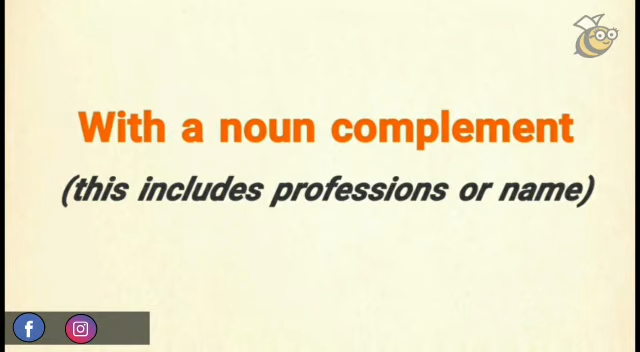 With a noun complement
(this includes professions or name)